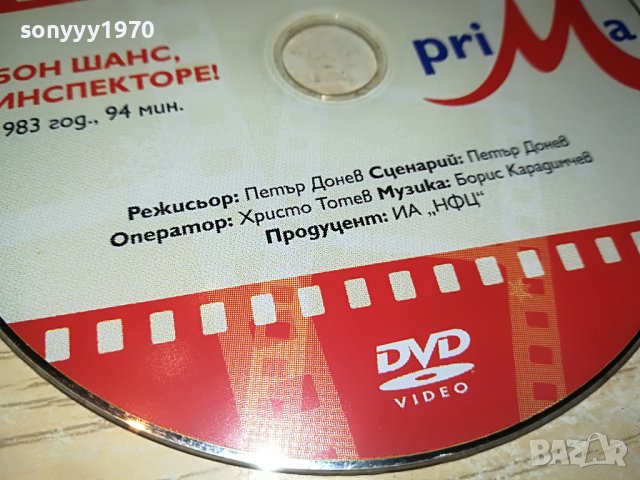 sonyyy1970
БОН ШАНС,
ИНСПЕКТОРЕ!
983 год., 94 мин.
priMa
Режисьор: Петър Донев Сценарий: Петър Донев
Оператор: Христо Тотев Музика: Борис Карадимчев
Продуцент: ИА „НФЦ“
DVD
VIDEO
BAZAR